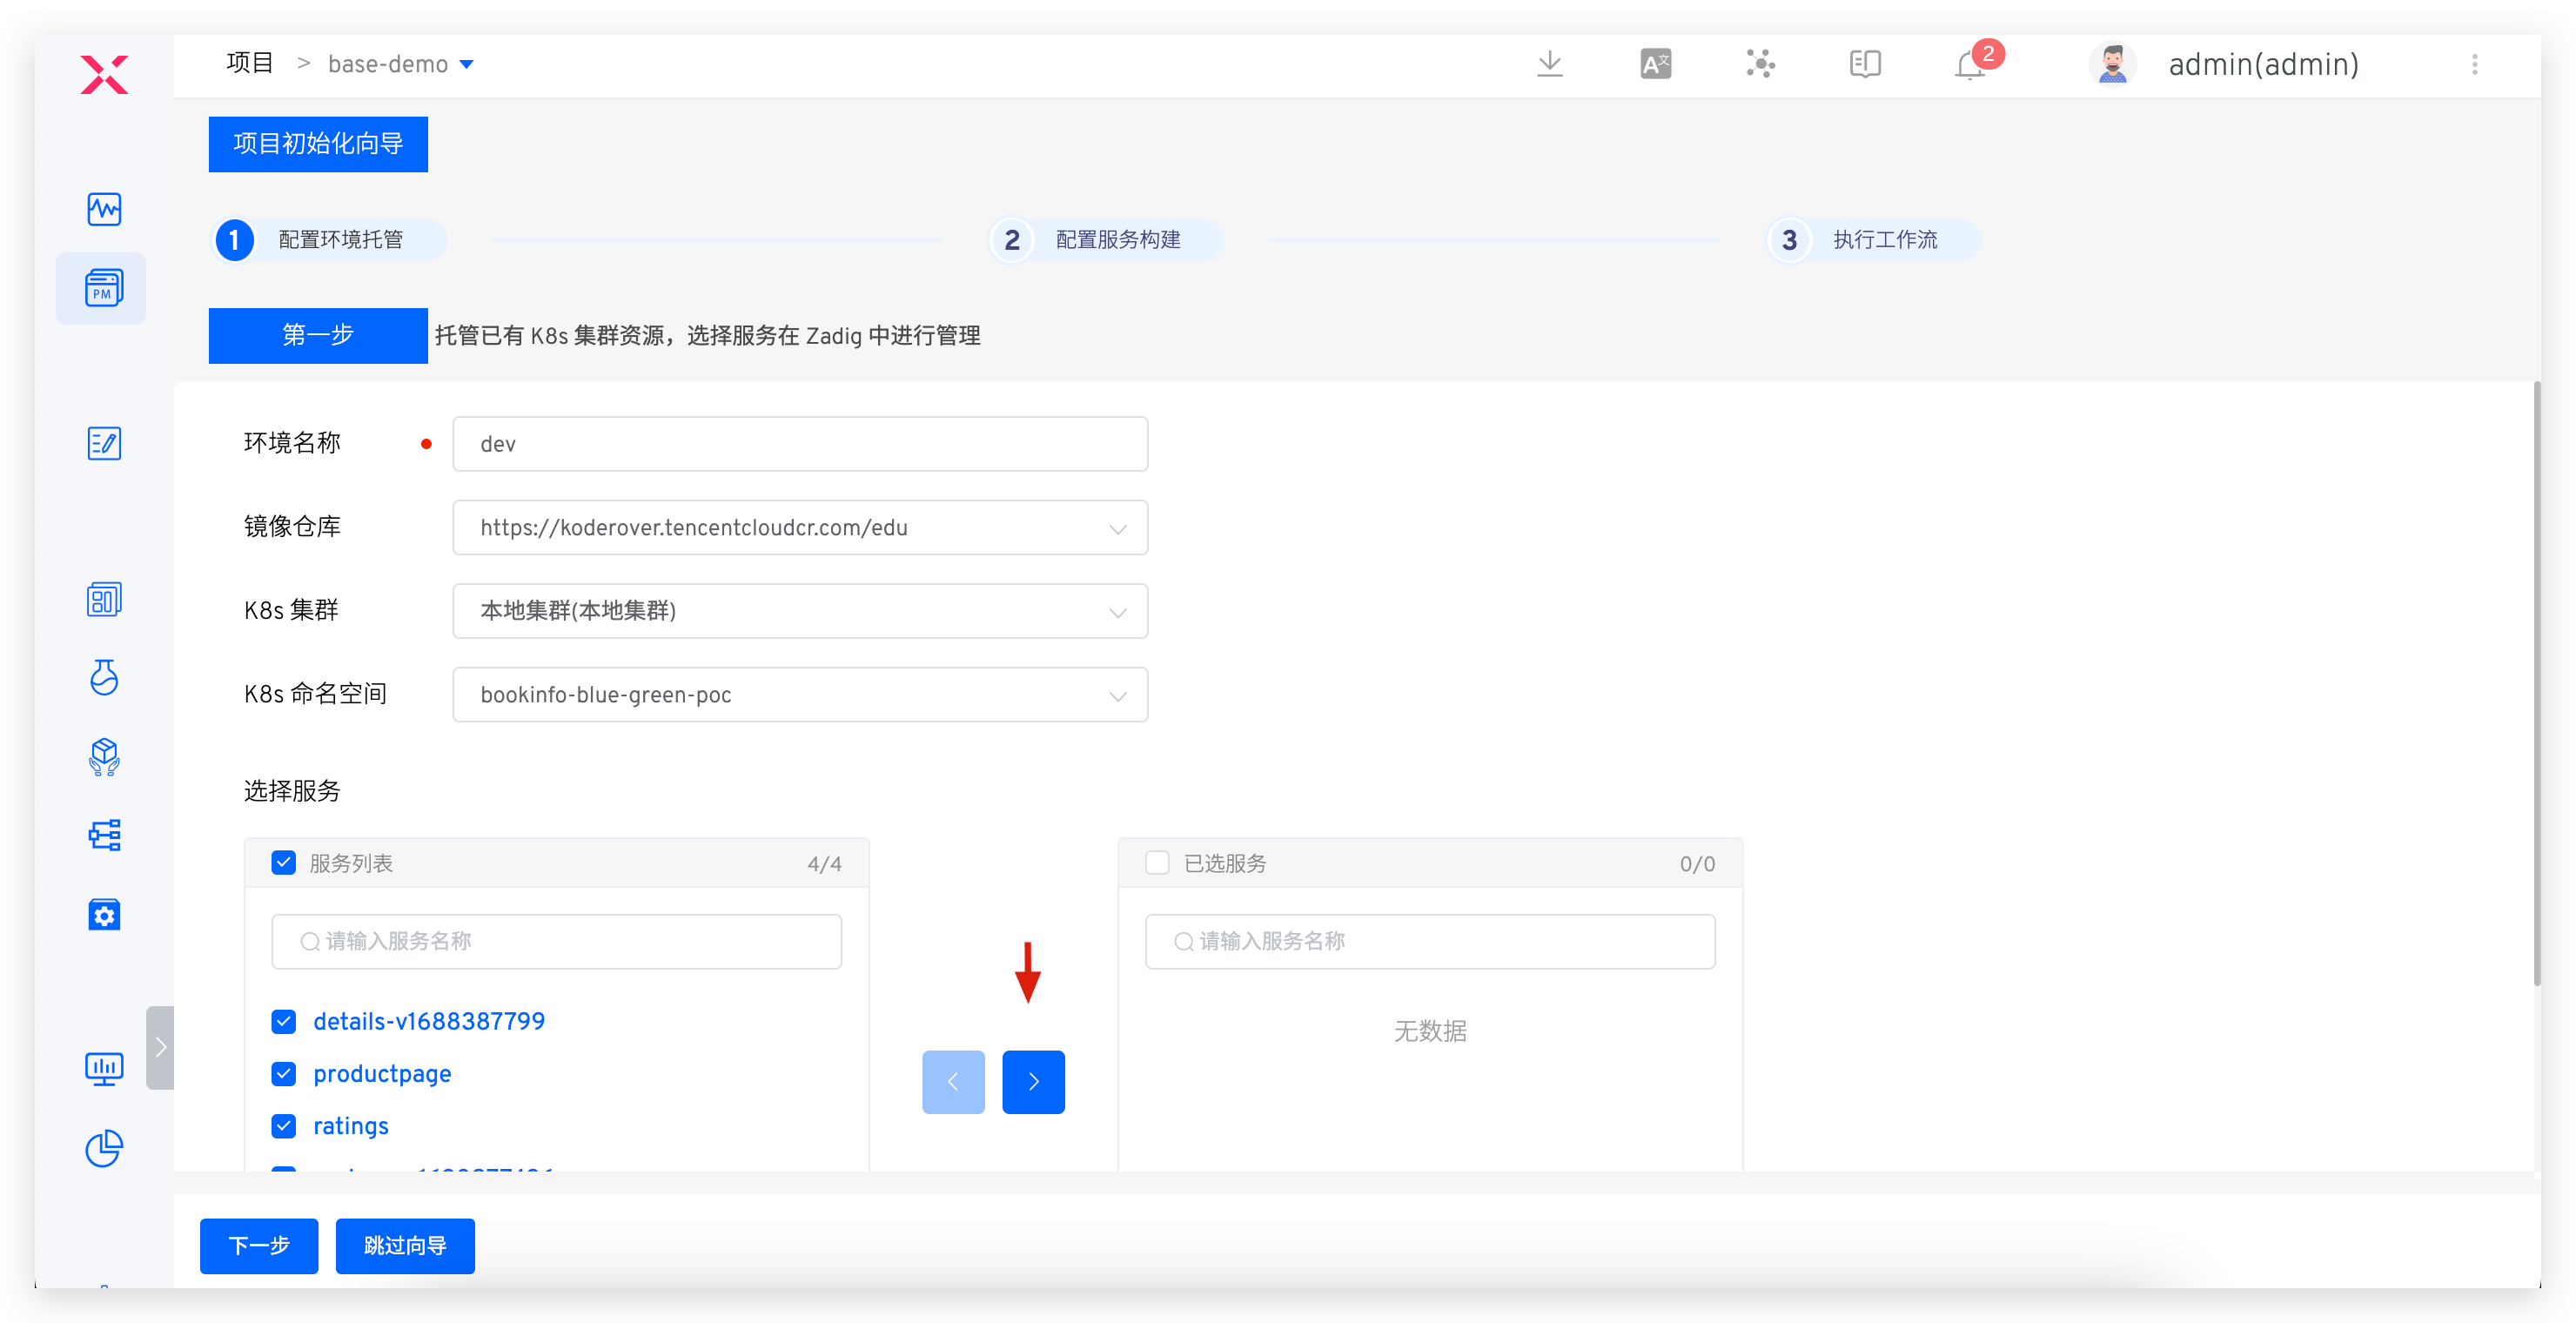 项目 > base-demo
A文
2
admin(admin)
项目初始化向导
PM
1 配置环境托管
2 配置服务构建
3 执行工作流
第一步 托管已有 K8s 集群资源，选择服务在 Zadig 中进行管理
环境名称 dev
镜像仓库 https://koderover.tencentcloudcr.com/edu
K8s 集群 本地集群(本地集群)
K8s 命名空间 bookinfo-blue-green-poc
选择服务
服务列表 4/4
已选服务 0/0
请输入服务名称
请输入服务名称
details-v1688387799
无数据
productpage
ratings
下一步 跳过向导